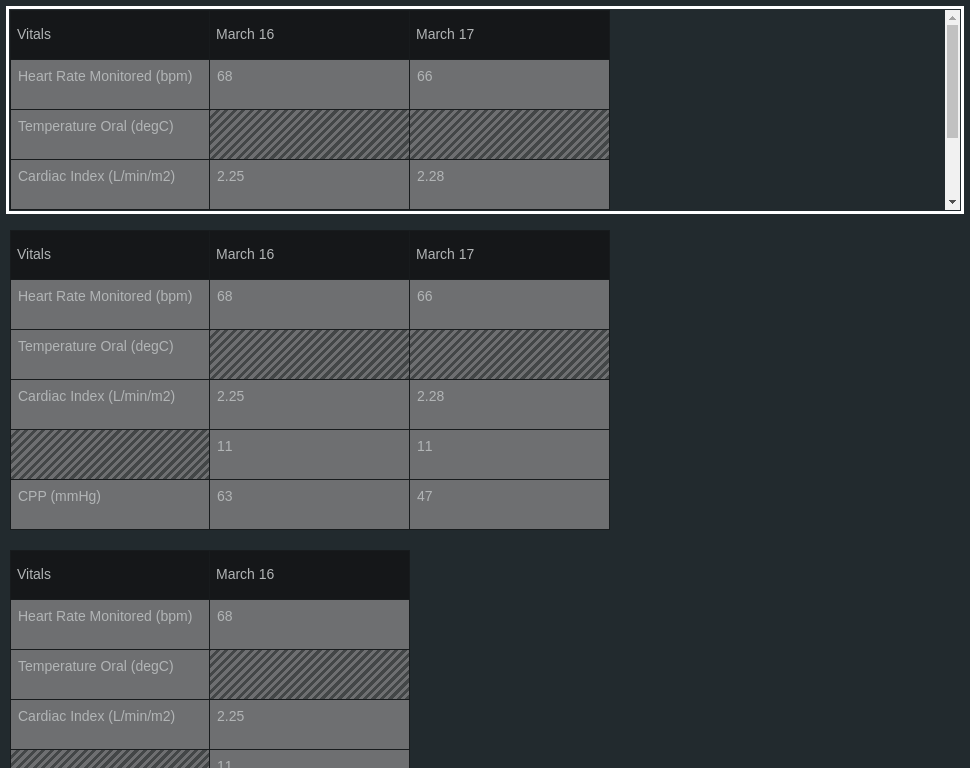 Vitals March 16 March 17
Heart Rate Monitored (bpm) 68 66
Temperature Oral (degC)
Cardiac Index (L/min/m2) 2.25 2.28
Vitals March 16 March 17
Heart Rate Monitored (bpm) 68 66
Temperature Oral (degC)
Cardiac Index (L/min/m2) 2.25 2.28
11 11
CPP (mmHg) 63 47
Vitals March 16
Heart Rate Monitored (bpm) 68
Temperature Oral (degC)
Cardiac Index (L/min/m2) 2.25
11